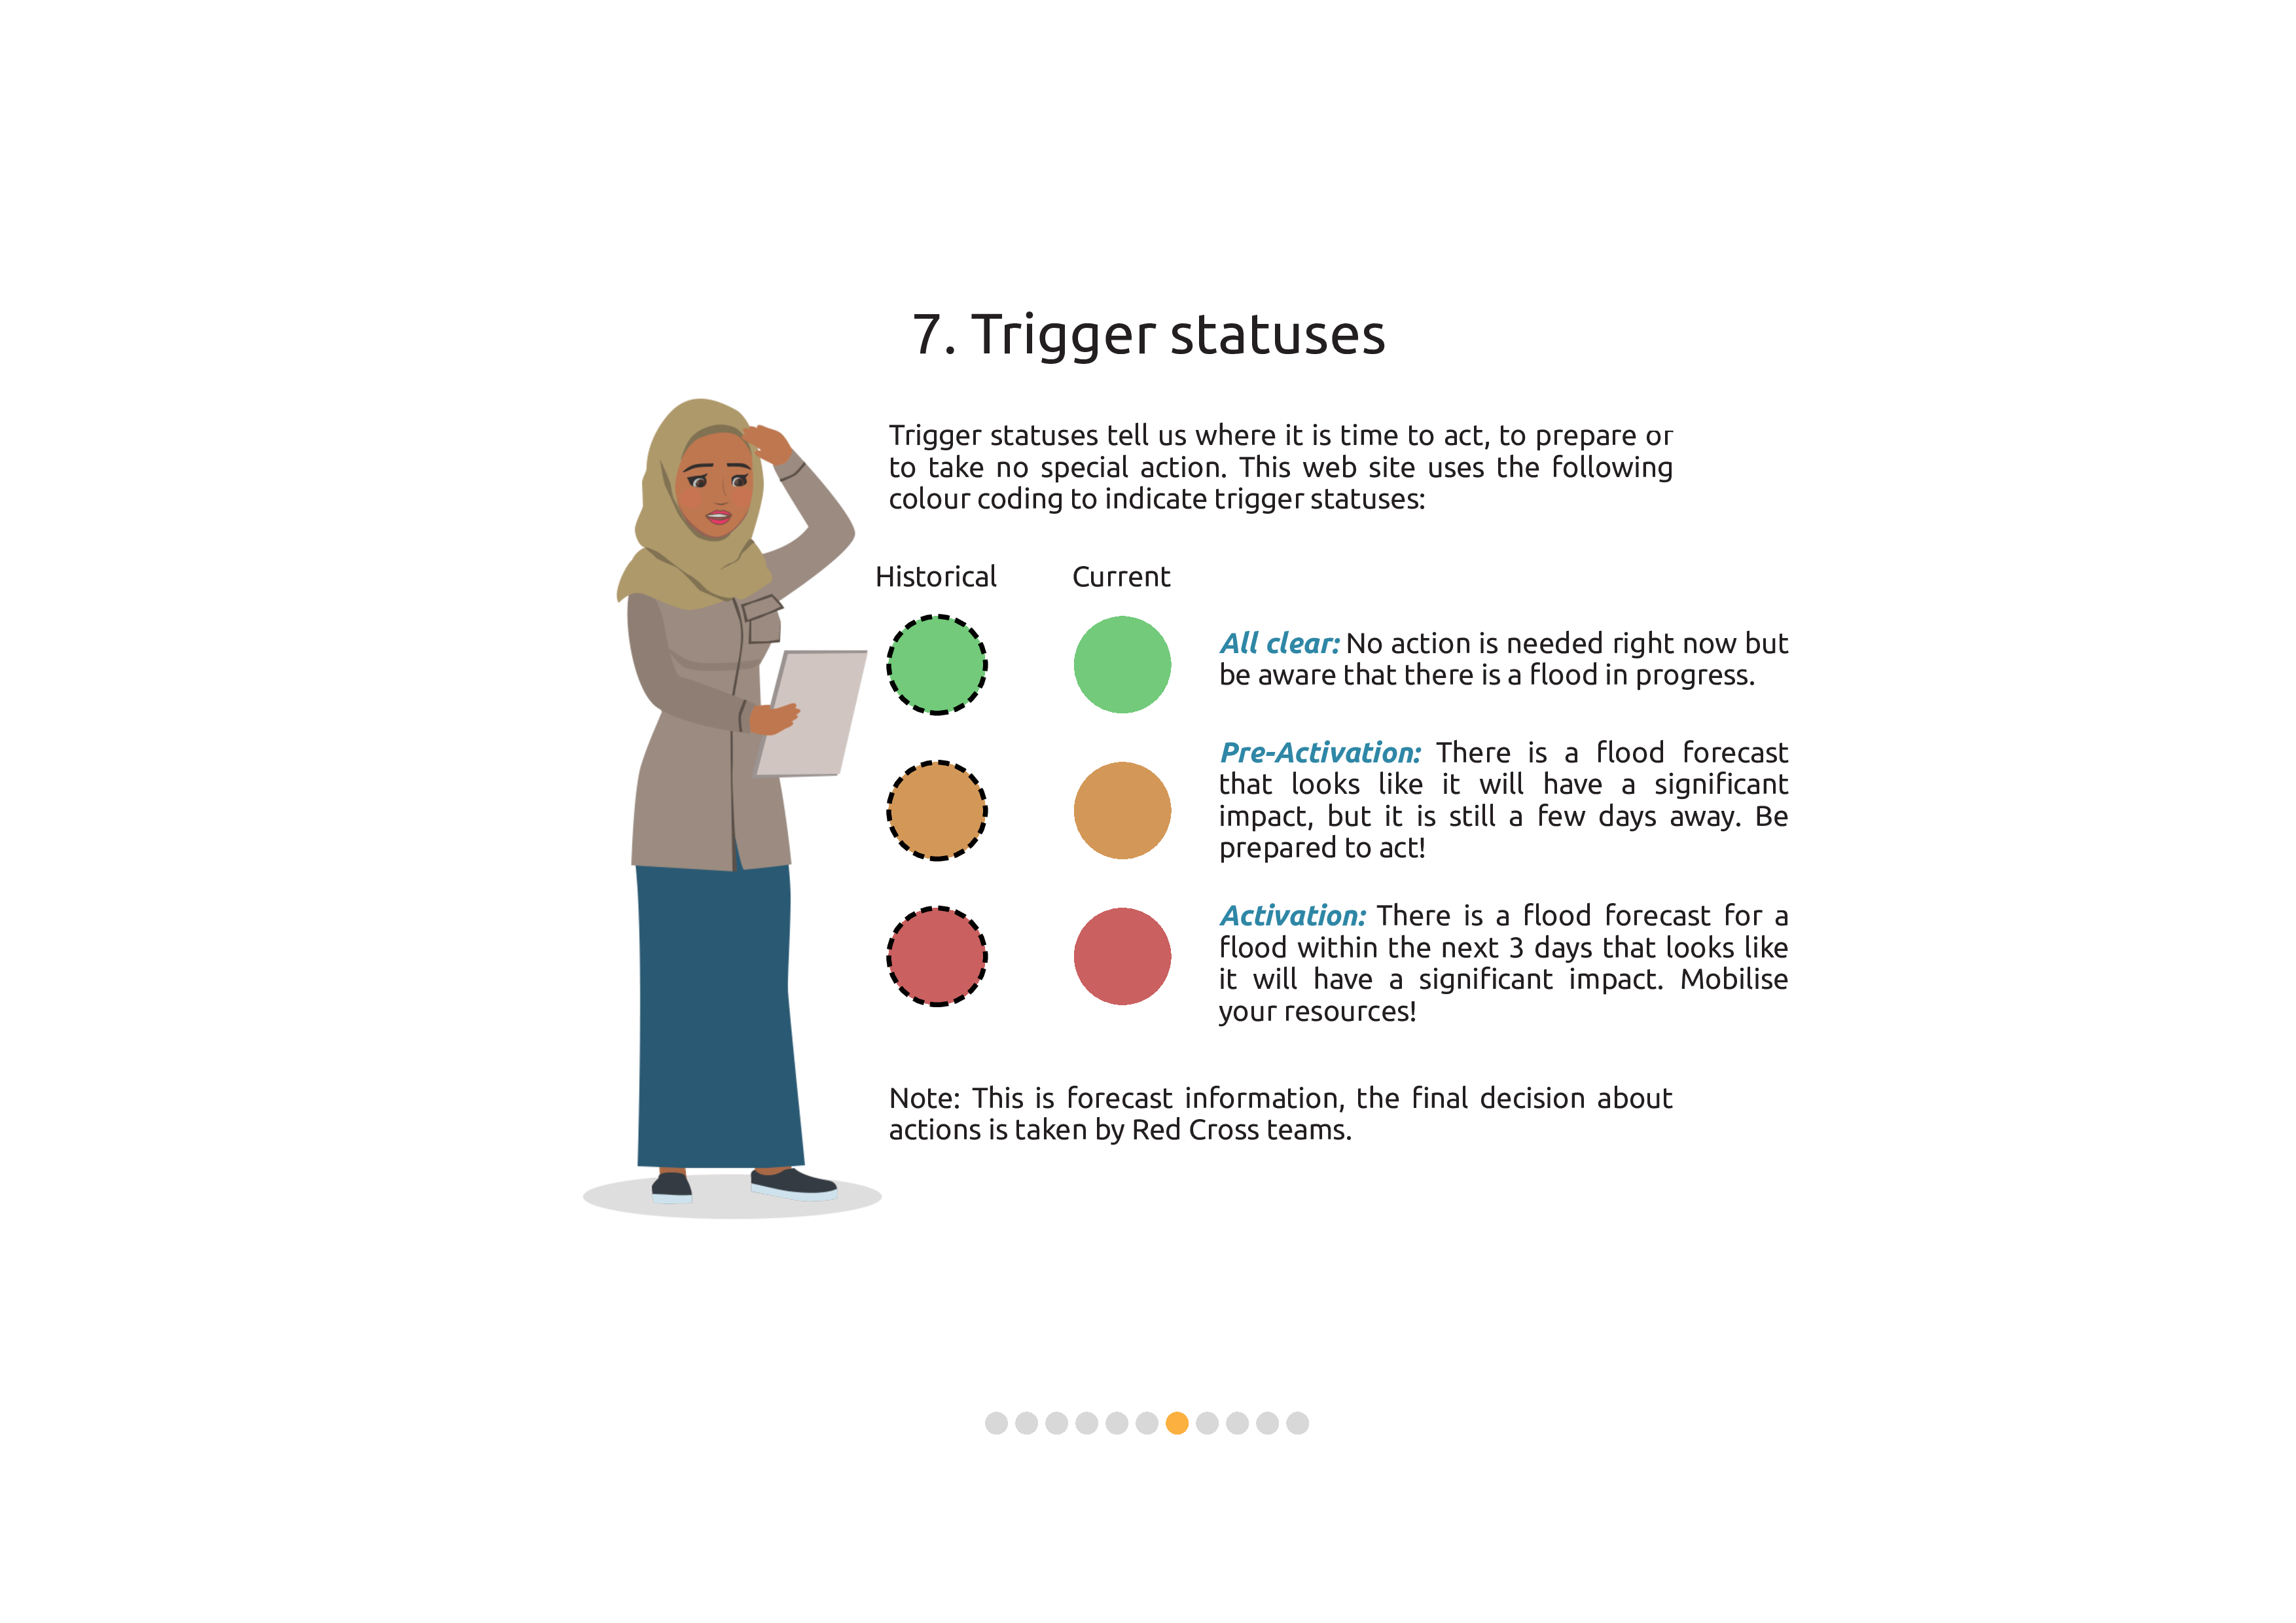 7. Trigger statuses
Trigger statuses tell us where it is time to act, to prepare or
to take no special action. This web site uses the following
colour coding to indicate trigger statuses:
Historical
Current
All clear: No action is needed right now but
be aware that there is a flood in progress.
Pre-Activation: There is a flood forecast
that looks like it will have a significant
impact, but it is still a few days away. Be
prepared to act!
Activation: There is a flood forecast for a
flood within the next 3 days that looks like
it will have a significant impact. Mobilise
your resources!
Note: This is forecast information, the final decision about
actions is taken by Red Cross teams.